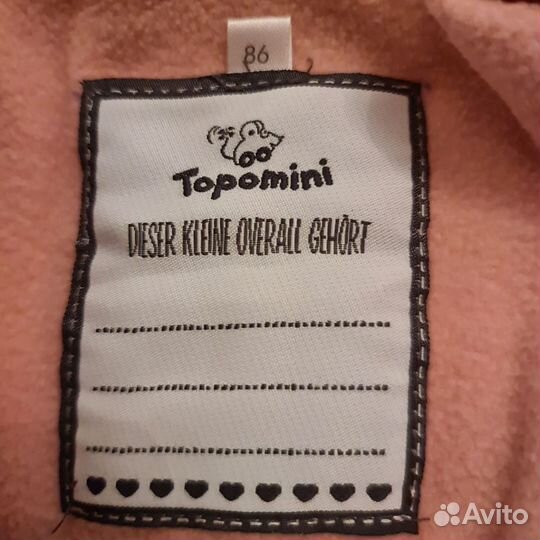 86
Topomini
DIESER KLEINE OVERALL GEHÖRT
Avito